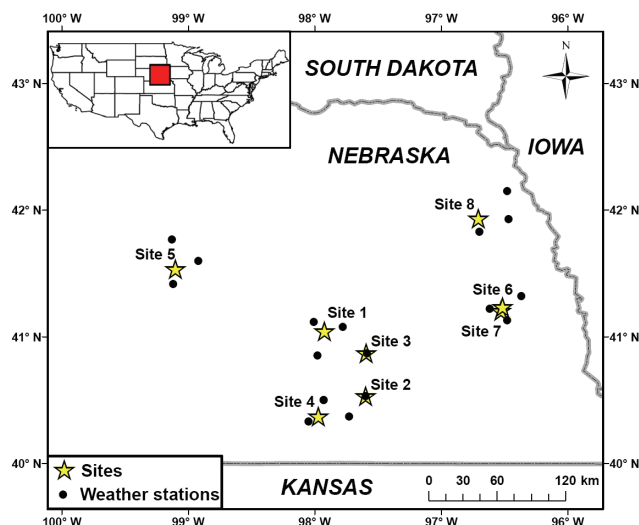 100° W
99° W
98° W
97° W
96° W
43° N
43° N
42° N
42° N
41° N
41° N
40° N
40° N
SOUTH DAKOTA
N
IOWA
NEBRASKA
Site 8
Site 5
Site 6
Site 7
Site 1
Site 3
Site 2
Site 4
Sites
Weather stations
KANSAS
0 30 60 120 km
100° W
99° W
98° W
97° W
96° W